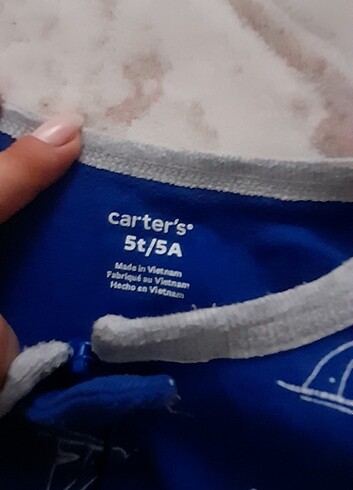 carter's
5t/5A
Made in Vietnam
Fabriqué au Vietnam
Hecho en Vietnam